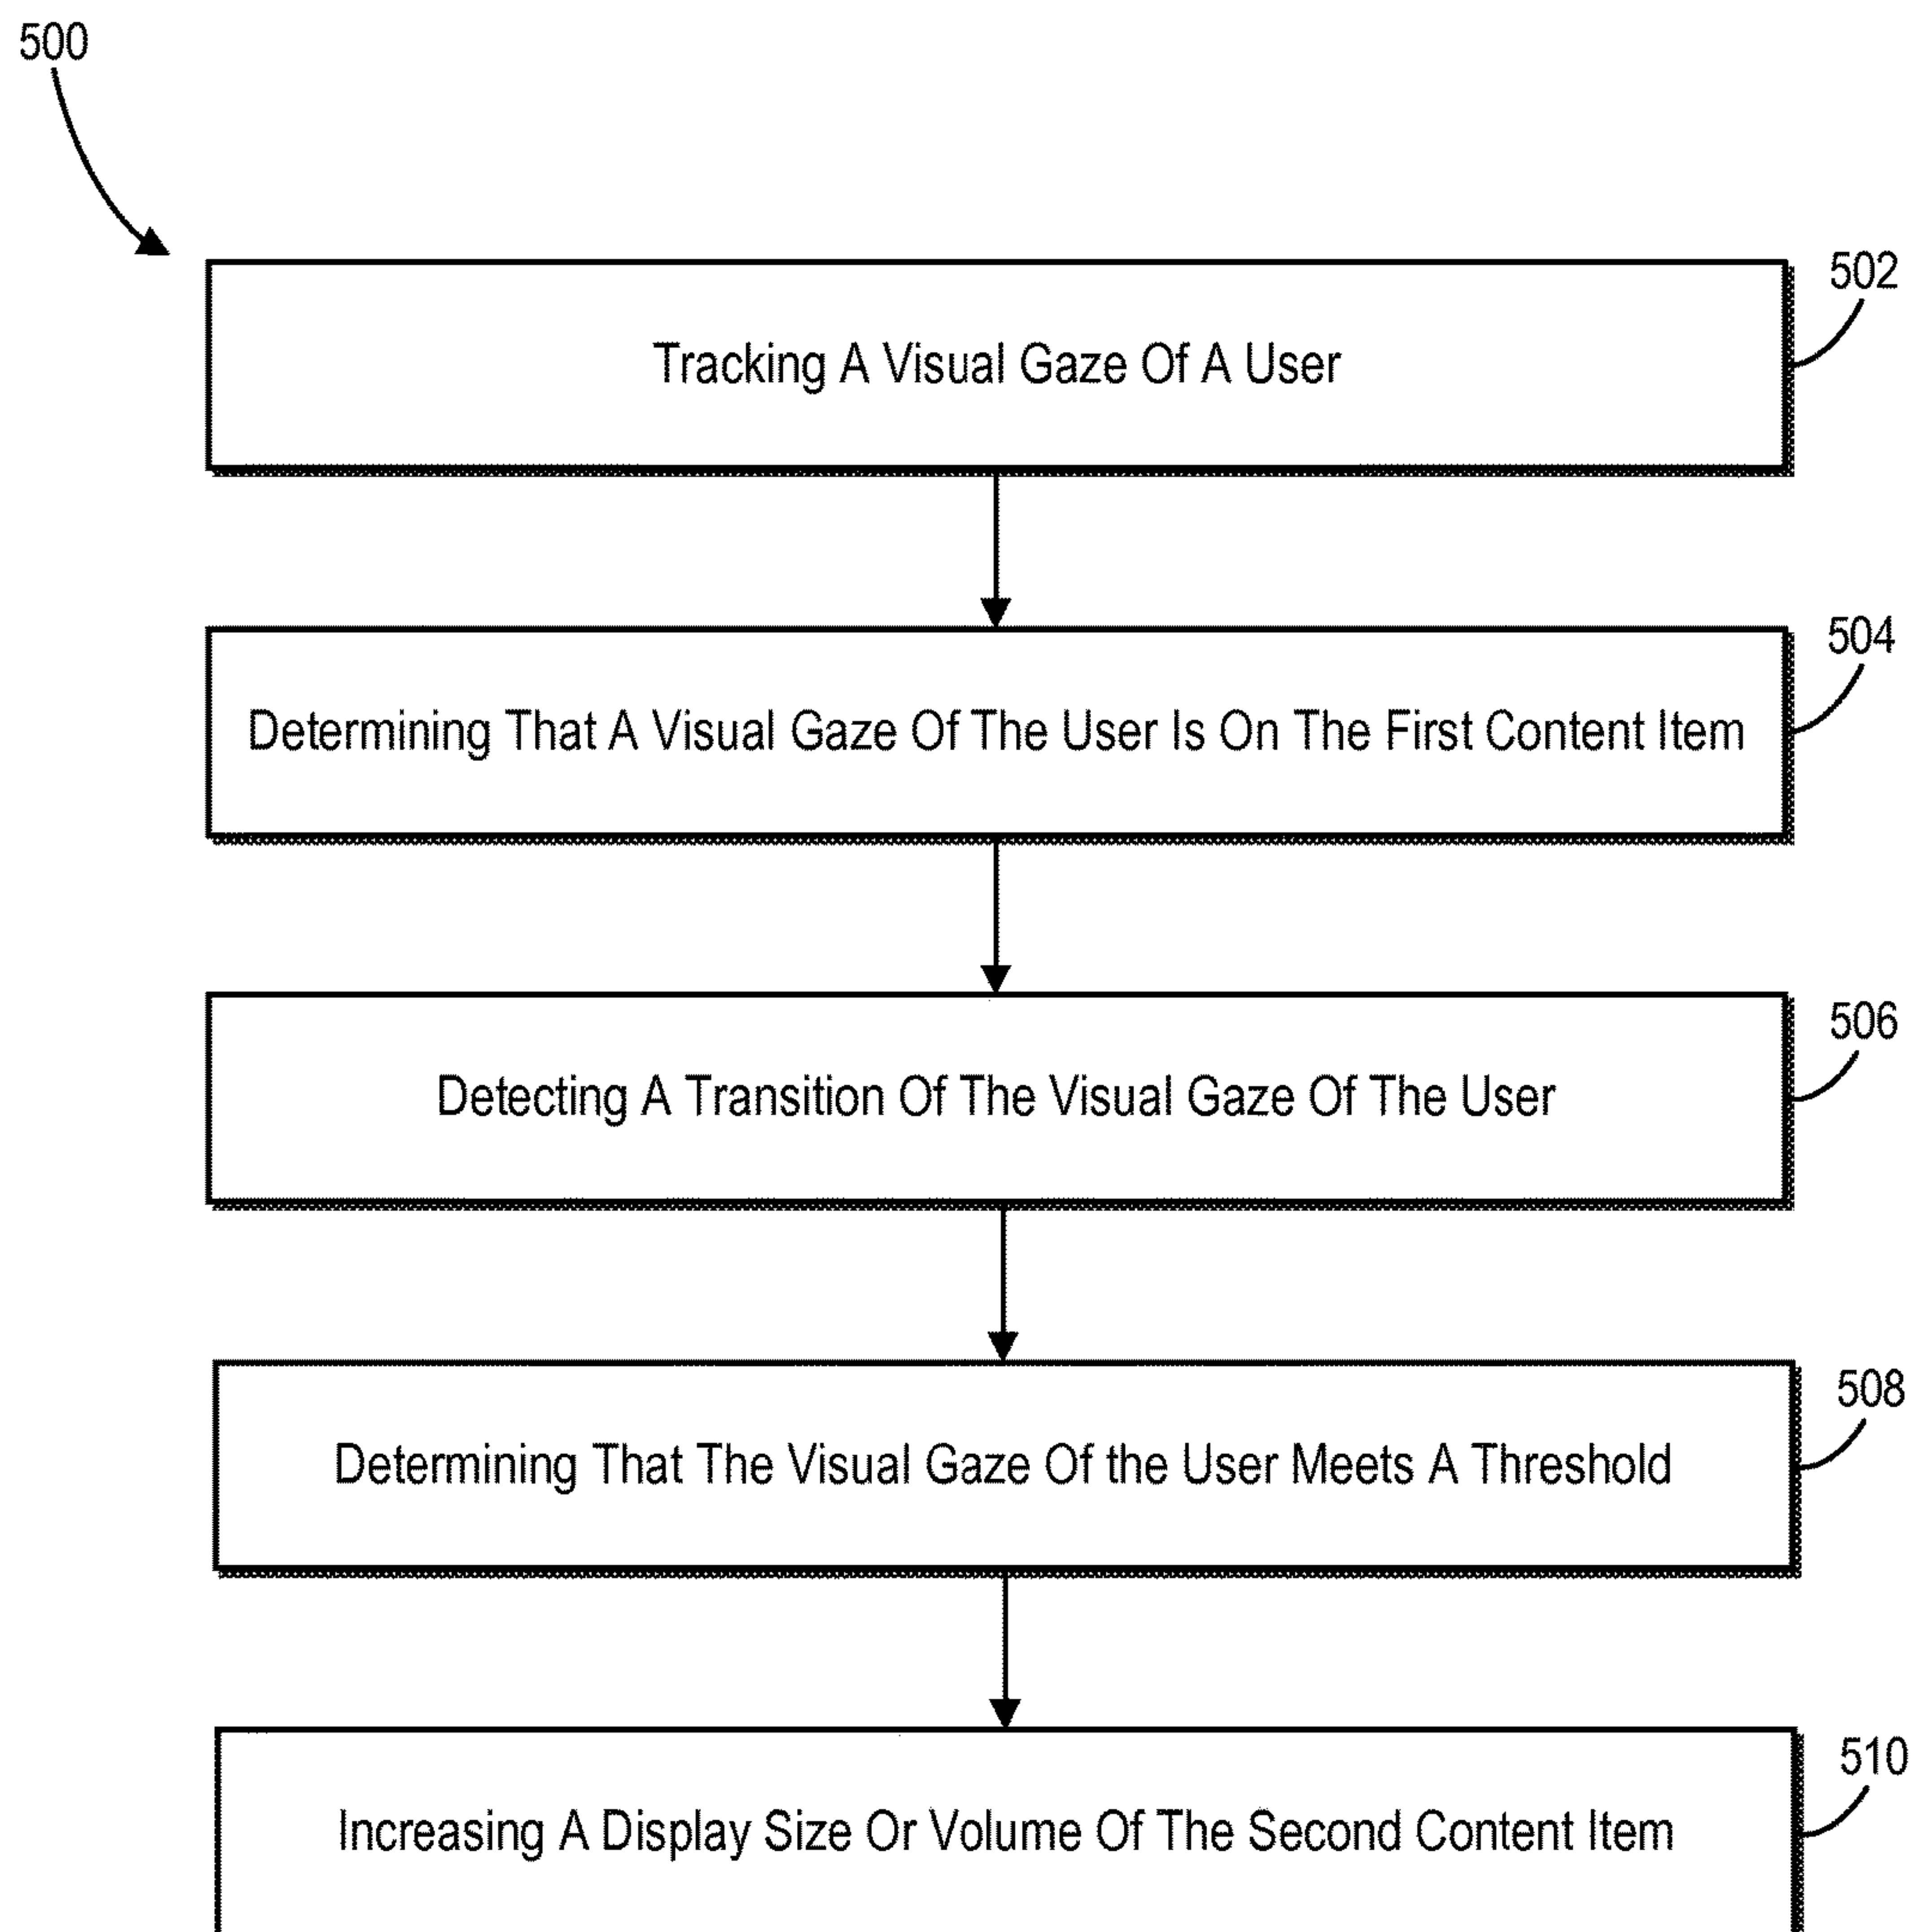 500
502
Tracking A Visual Gaze Of A User
504
Determining That A Visual Gaze Of The User Is On The First Content Item
506
Detecting A Transition Of The Visual Gaze Of The User
508
Determining That The Visual Gaze Of the User Meets A Threshold
510
Increasing A Display Size Or Volume Of The Second Content Item